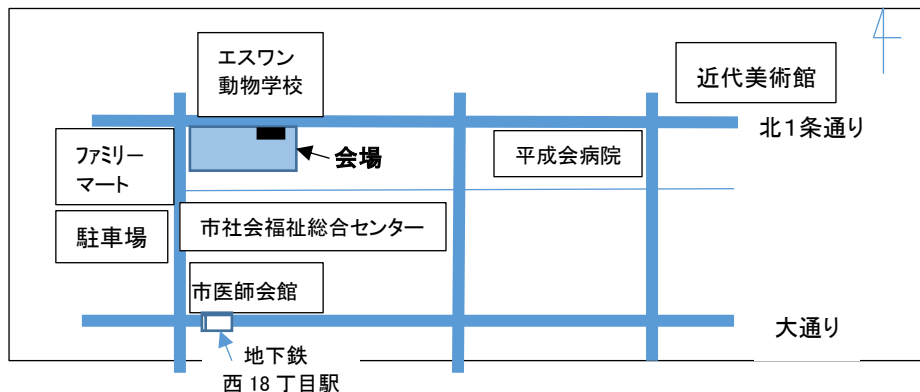 エスワン
動物学校
近代美術館
北１条通り
ファミリー
マート
会場
平成会病院
駐車場
市社会福祉総合センター
市医師会館
大通り
地下鉄
西 18 丁目駅